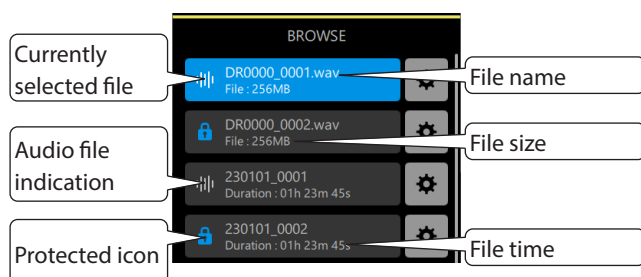 BROWSE
Currently
selected file
DR0000_0001.wav
File : 256MB
File name
DR0000_0002.wav
File : 256MB
File size
Audio file
indication
230101_0001
Duration : 01h 23m 45s
Protected icon
230101_0002
Duration : 01h 23m 45s
File time